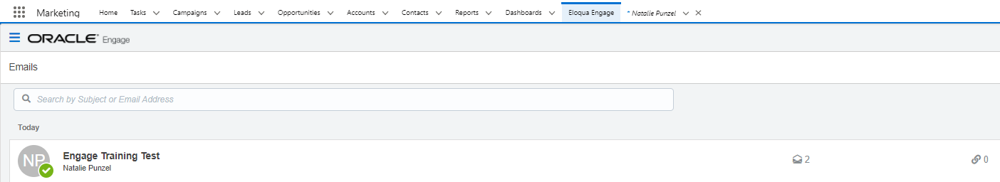 Marketing Home Tasks Campaigns Leads Opportunities Accounts Contacts Reports Dashboards Eloqua Engage * Natalie Punzel
ORACLE® Engage
Emails
Search by Subject or Email Address
Today
NP Engage Training Test 2 0
Natalie Punzel